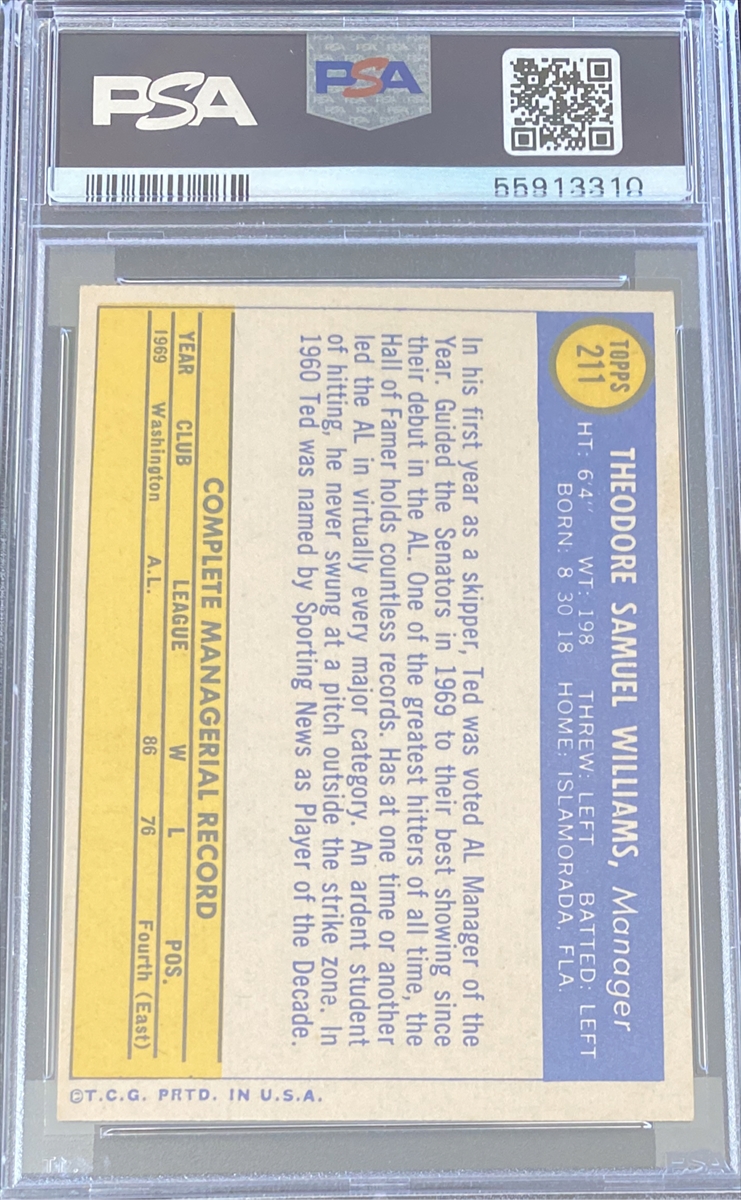 PSA
PSA
55913310
TOPPS
211
THEODORE SAMUEL WILLIAMS, Manager
HT: 6'4" WT: 198 THREW: LEFT BATTED: LEFT
BORN: 8 30 18 HOME: ISLAMORADA, FLA.
In his first year as a skipper, Ted was voted AL Manager of the
Year. Guided the Senators in 1969 to their best showing since
their debut in the AL. One of the greatest hitters of all time, the
Hall of Famer holds countless records. Has at one time or another
led the AL in virtually every major category. An ardent student
of hitting, he never swung at a pitch outside the strike zone. In
1960 Ted was named by Sporting News as Player of the Decade.
COMPLETE MANAGERIAL RECORD
YEAR CLUB LEAGUE W L POS.
1969 Washington A.L. 86 76 Fourth (East)
©T.C.G. PRTD. IN U.S.A.
PSA